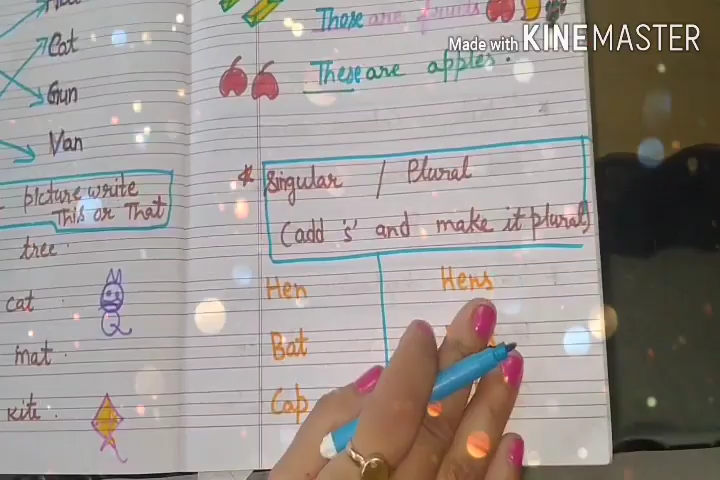 Cat
Gun
Van
picture write
This or That
tree.
cat
mat.
kite.
These are fruits
These are apples.
* Singular / Plural
(add 's' and make it plural)
Hen Hens
Bat
Cap
Made with KINEMASTER